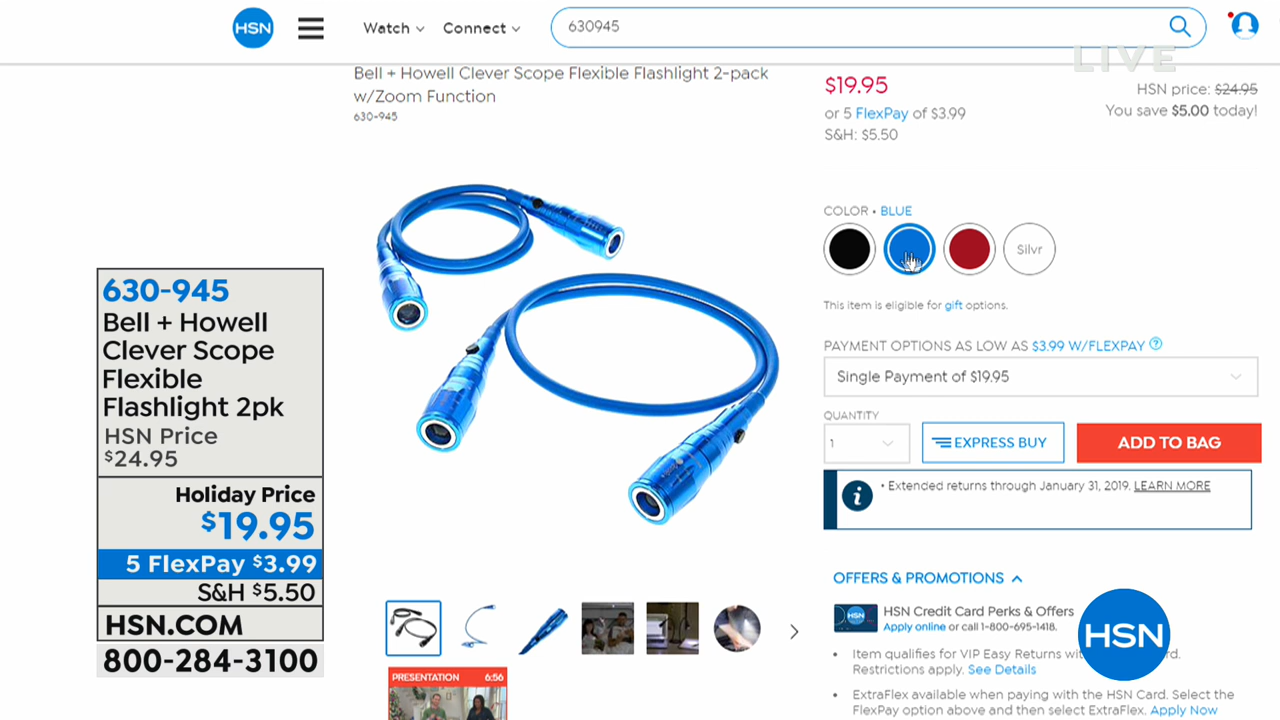 HSN
Watch
Connect
630945
LIVE
Bell + Howell Clever Scope Flexible Flashlight 2-pack
w/Zoom Function
630-945
$19.95
HSN price: $24.95
or 5 FlexPay of $3.99
You save $5.00 today!
S&H: $5.50
COLOR • BLUE
Silvr
This item is eligible for gift options.
PAYMENT OPTIONS AS LOW AS $3.99 W/FLEXPAY ?
Single Payment of $19.95
QUANTITY
1
EXPRESS BUY
ADD TO BAG
i
• Extended returns through January 31, 2019. LEARN MORE
OFFERS & PROMOTIONS
HSN
HSN Credit Card Perks & Offers
Apply online or call 1-800-695-1418.
• Item qualifies for VIP Easy Returns
rd.
Restrictions apply. See Details
• ExtraFlex available when paying with the HSN Card. Select the
FlexPay option above and then select ExtraFlex. Apply Now
HSN
PRESENTATION 6:56
630-945
Bell + Howell
Clever Scope
Flexible
Flashlight 2pk
HSN Price
$24.95
Holiday Price
$19.95
5 FlexPay $3.99
S&H $5.50
HSN.COM
800-284-3100